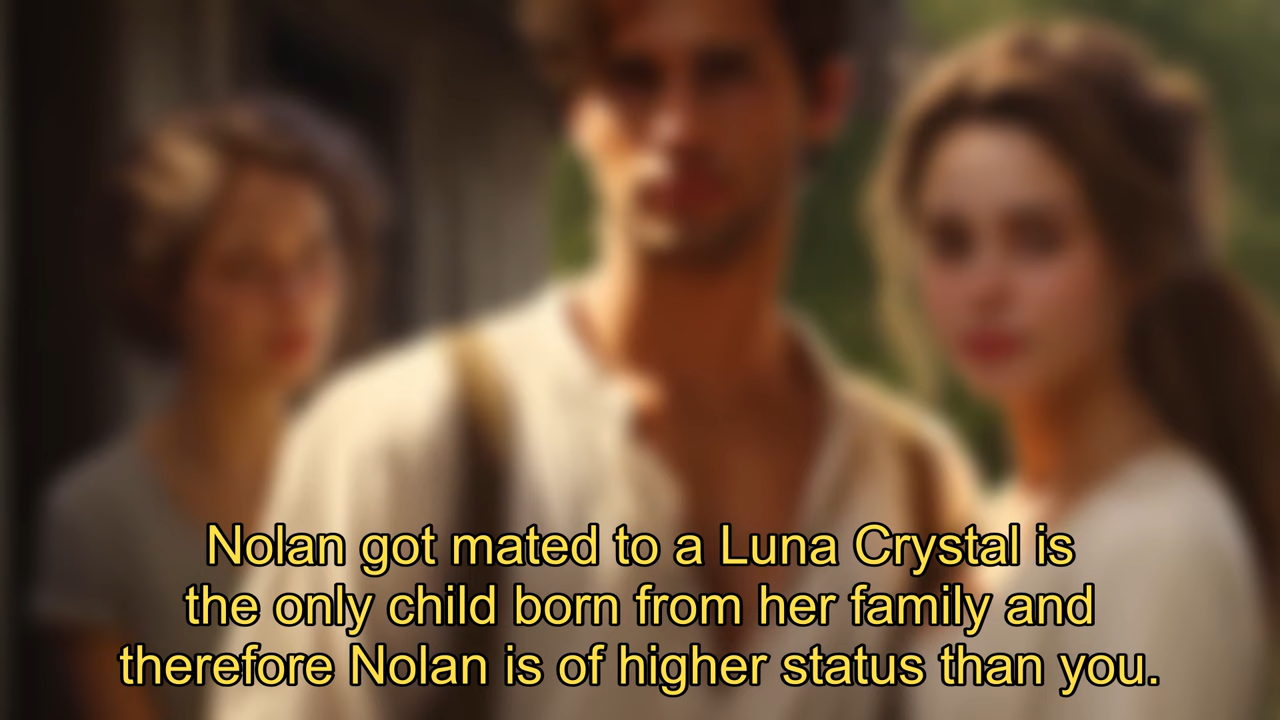 Nolan got mated to a Luna Crystal is
the only child born from her family and
therefore Nolan is of higher status than you.